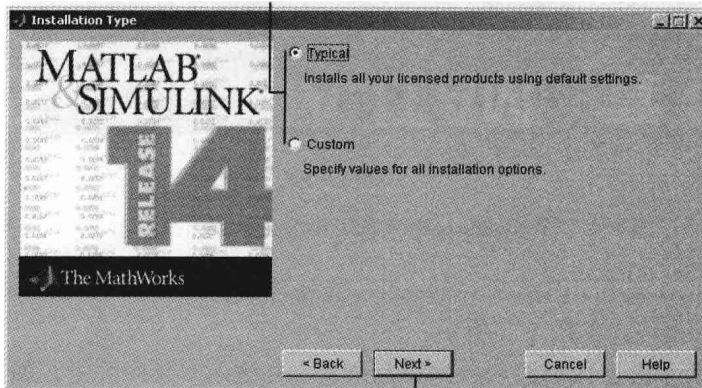 Installation Type
MATLAB®
& SIMULINK®
RELEASE 14
The MathWorks
Typical
Installs all your licensed products using default settings.
Custom
Specify values for all installation options.
< Back
Next >
Cancel
Help